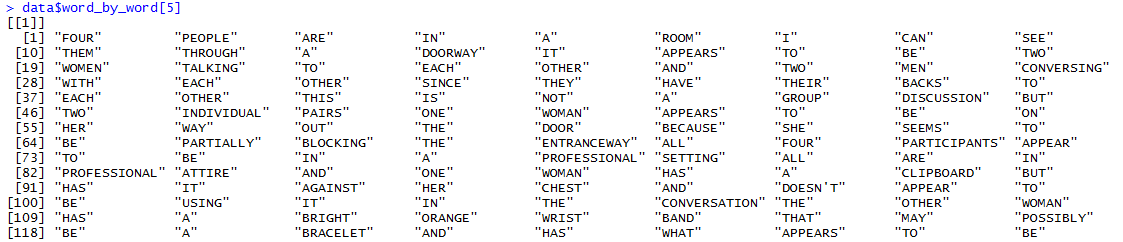 > data$word_by_word[5]
[[1]]
[1] "FOUR" "PEOPLE" "ARE" "IN" "A" "ROOM" "I" "CAN" "SEE"
[10] "THEM" "THROUGH" "A" "DOORWAY" "IT" "APPEARS" "TO" "BE" "TWO"
[19] "WOMEN" "TALKING" "TO" "EACH" "OTHER" "AND" "TWO" "MEN" "CONVERSING"
[28] "WITH" "EACH" "OTHER" "SINCE" "THEY" "HAVE" "THEIR" "BACKS" "TO"
[37] "EACH" "OTHER" "THIS" "IS" "NOT" "A" "GROUP" "DISCUSSION" "BUT"
[46] "TWO" "INDIVIDUAL" "PAIRS" "ONE" "WOMAN" "APPEARS" "TO" "BE" "ON"
[55] "HER" "WAY" "OUT" "THE" "DOOR" "BECAUSE" "SHE" "SEEMS" "TO"
[64] "BE" "PARTIALLY" "BLOCKING" "THE" "ENTRANCEWAY" "ALL" "FOUR" "PARTICIPANTS" "APPEAR"
[73] "TO" "BE" "IN" "A" "PROFESSIONAL" "SETTING" "ALL" "ARE" "IN"
[82] "PROFESSIONAL" "ATTIRE" "AND" "ONE" "WOMAN" "HAS" "A" "CLIPBOARD" "BUT"
[91] "HAS" "IT" "AGAINST" "HER" "CHEST" "AND" "DOESN'T" "APPEAR" "TO"
[100] "BE" "USING" "IT" "IN" "THE" "CONVERSATION" "THE" "OTHER" "WOMAN"
[109] "HAS" "A" "BRIGHT" "ORANGE" "WRIST" "BAND" "THAT" "MAY" "POSSIBLY"
[118] "BE" "A" "BRACELET" "AND" "HAS" "WHAT" "APPEARS" "TO" "BE"